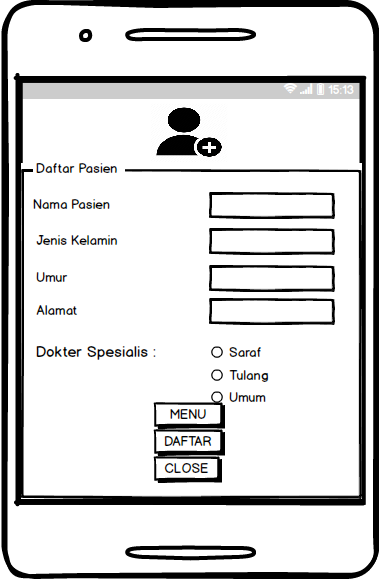 15:13
Daftar Pasien
Nama Pasien
Jenis Kelamin
Umur
Alamat
Dokter Spesialis :
Saraf
Tulang
Umum
MENU
DAFTAR
CLOSE